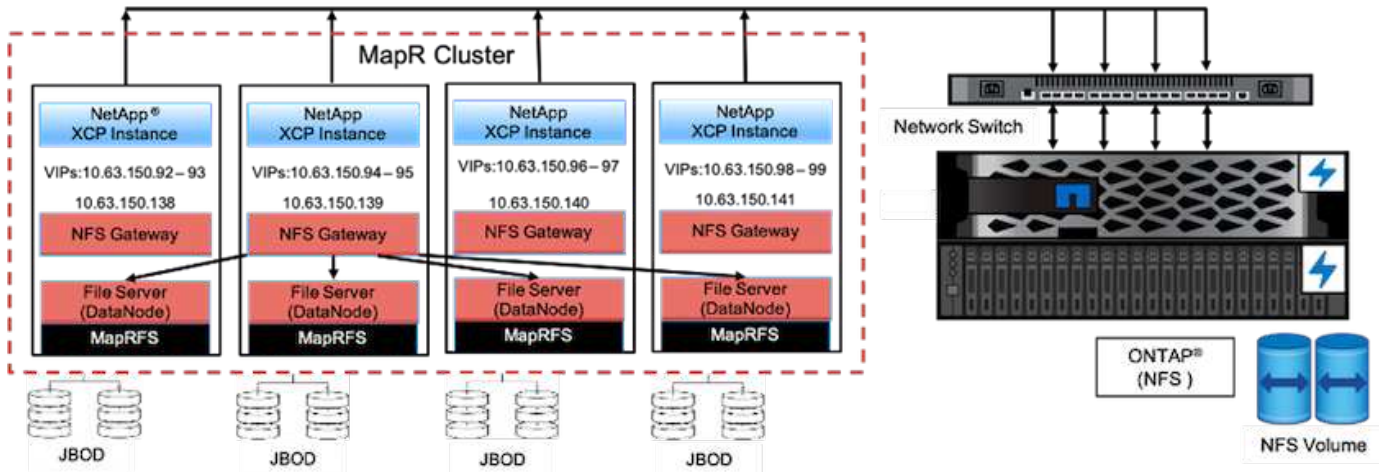 MapR Cluster
NetApp®
XCP Instance
VIPs:10.63.150.92–93
10.63.150.138
NFS Gateway
File Server
(DataNode)
MapRFS
JBOD
NetApp
XCP Instance
VIPs:10.63.150.94–95
10.63.150.139
NFS Gateway
File Server
(DataNode)
MapRFS
JBOD
NetApp
XCP Instance
VIPs:10.63.150.96–97
10.63.150.140
NFS Gateway
File Server
(DataNode)
MapRFS
JBOD
NetApp
XCP Instance
VIPs:10.63.150.98–99
10.63.150.141
NFS Gateway
File Server
(DataNode)
MapRFS
JBOD
Network Switch
ONTAP®
(NFS )
NFS Volume